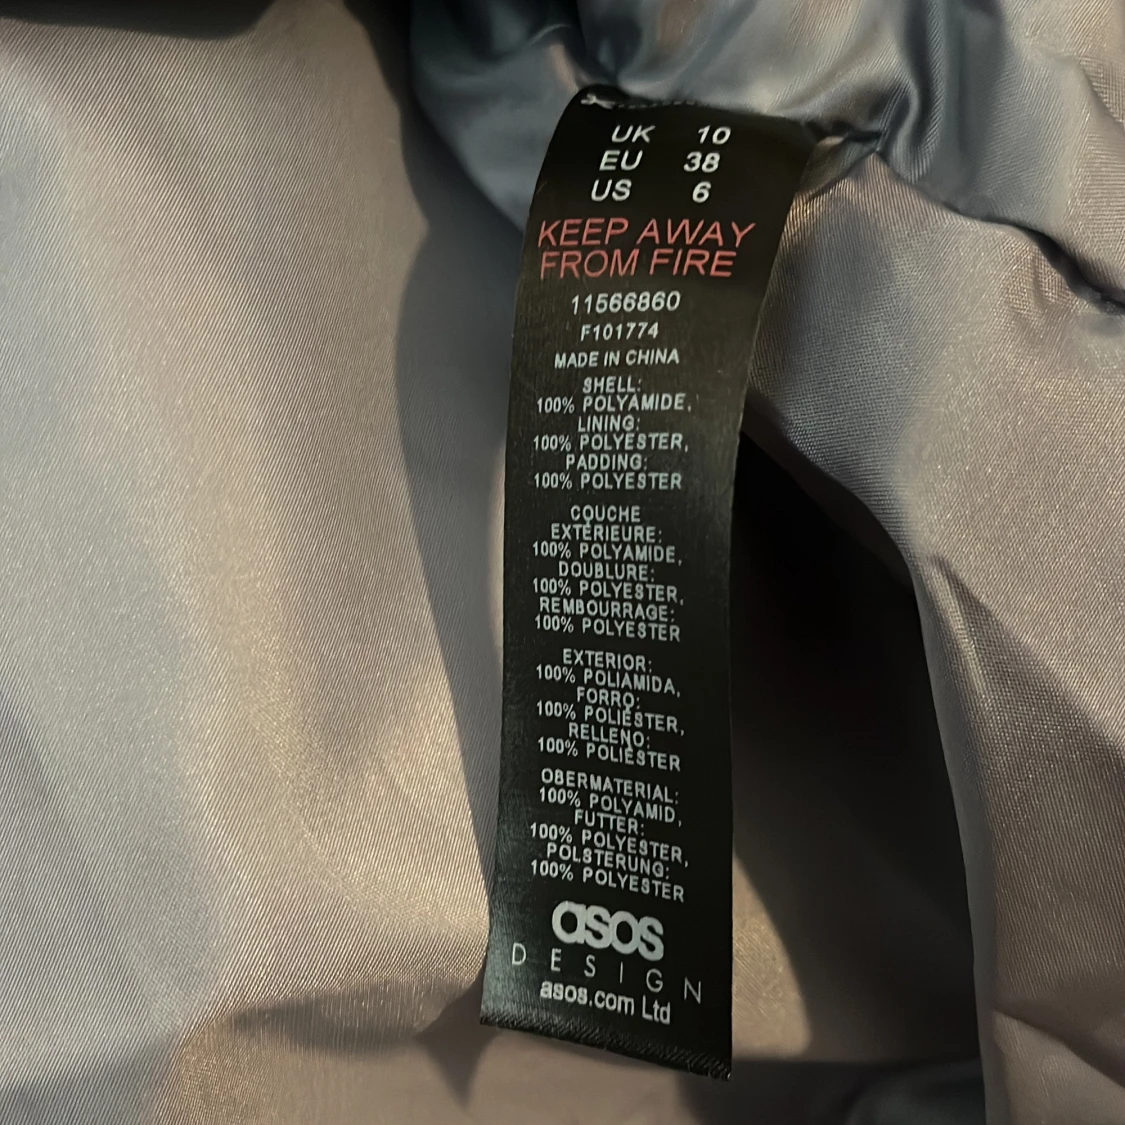 UK 10
EU 38
US 6
KEEP AWAY
FROM FIRE
11566860
F101774
MADE IN CHINA
SHELL:
100% POLYAMIDE,
LINING:
100% POLYESTER,
PADDING:
100% POLYESTER
COUCHE
EXTÉRIEURE:
100% POLYAMIDE,
DOUBLURE:
100% POLYESTER,
REMBOURRAGE:
100% POLYESTER
EXTERIOR:
100% POLIAMIDA,
FORRO:
100% POLIÉSTER,
RELLENO:
100% POLIÉSTER
OBERMATERIAL:
100% POLYAMID,
FUTTER:
100% POLYESTER,
POLSTERUNG:
100% POLYESTER
asos
DESIGN
asos.com Ltd